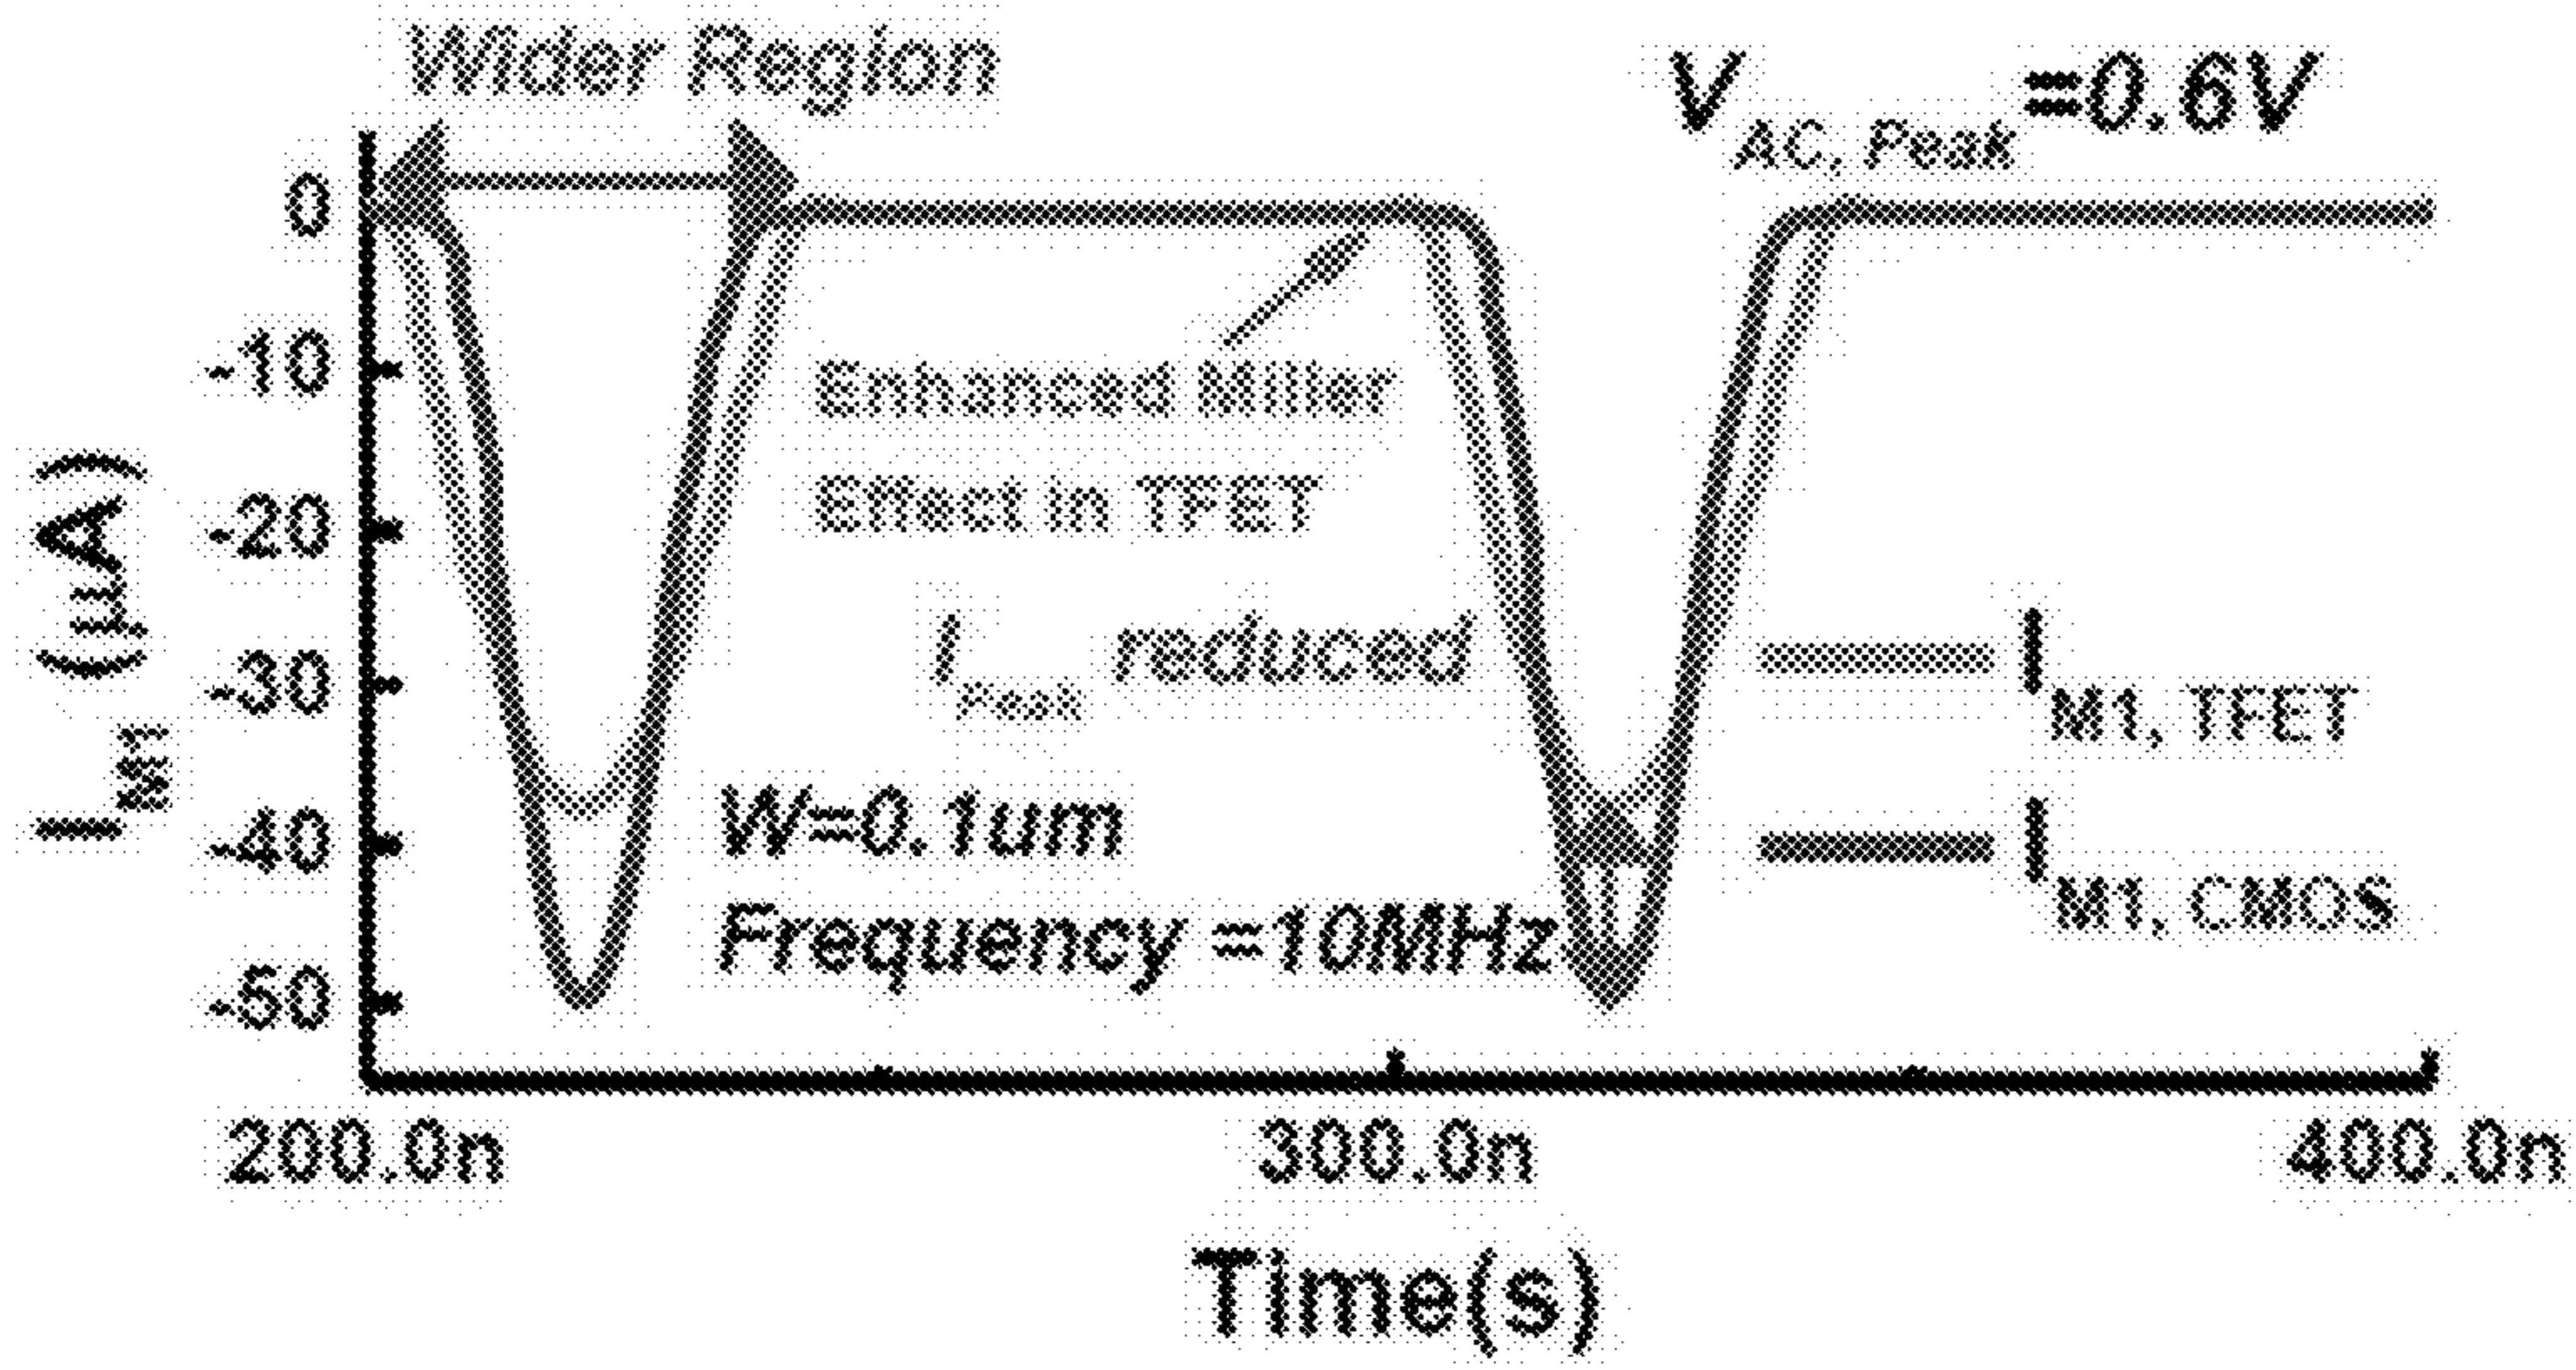 Wider Region
V AC, Peak =0.6V
0
-10
-20
-30
-40
-50
I M1 (µA)
Enhanced Miller
Effect in TFET
I Peak reduced
W=0.1um
Frequency =10MHz
I M1, TFET
I M1, CMOS
200.0n
300.0n
400.0n
Time(s)